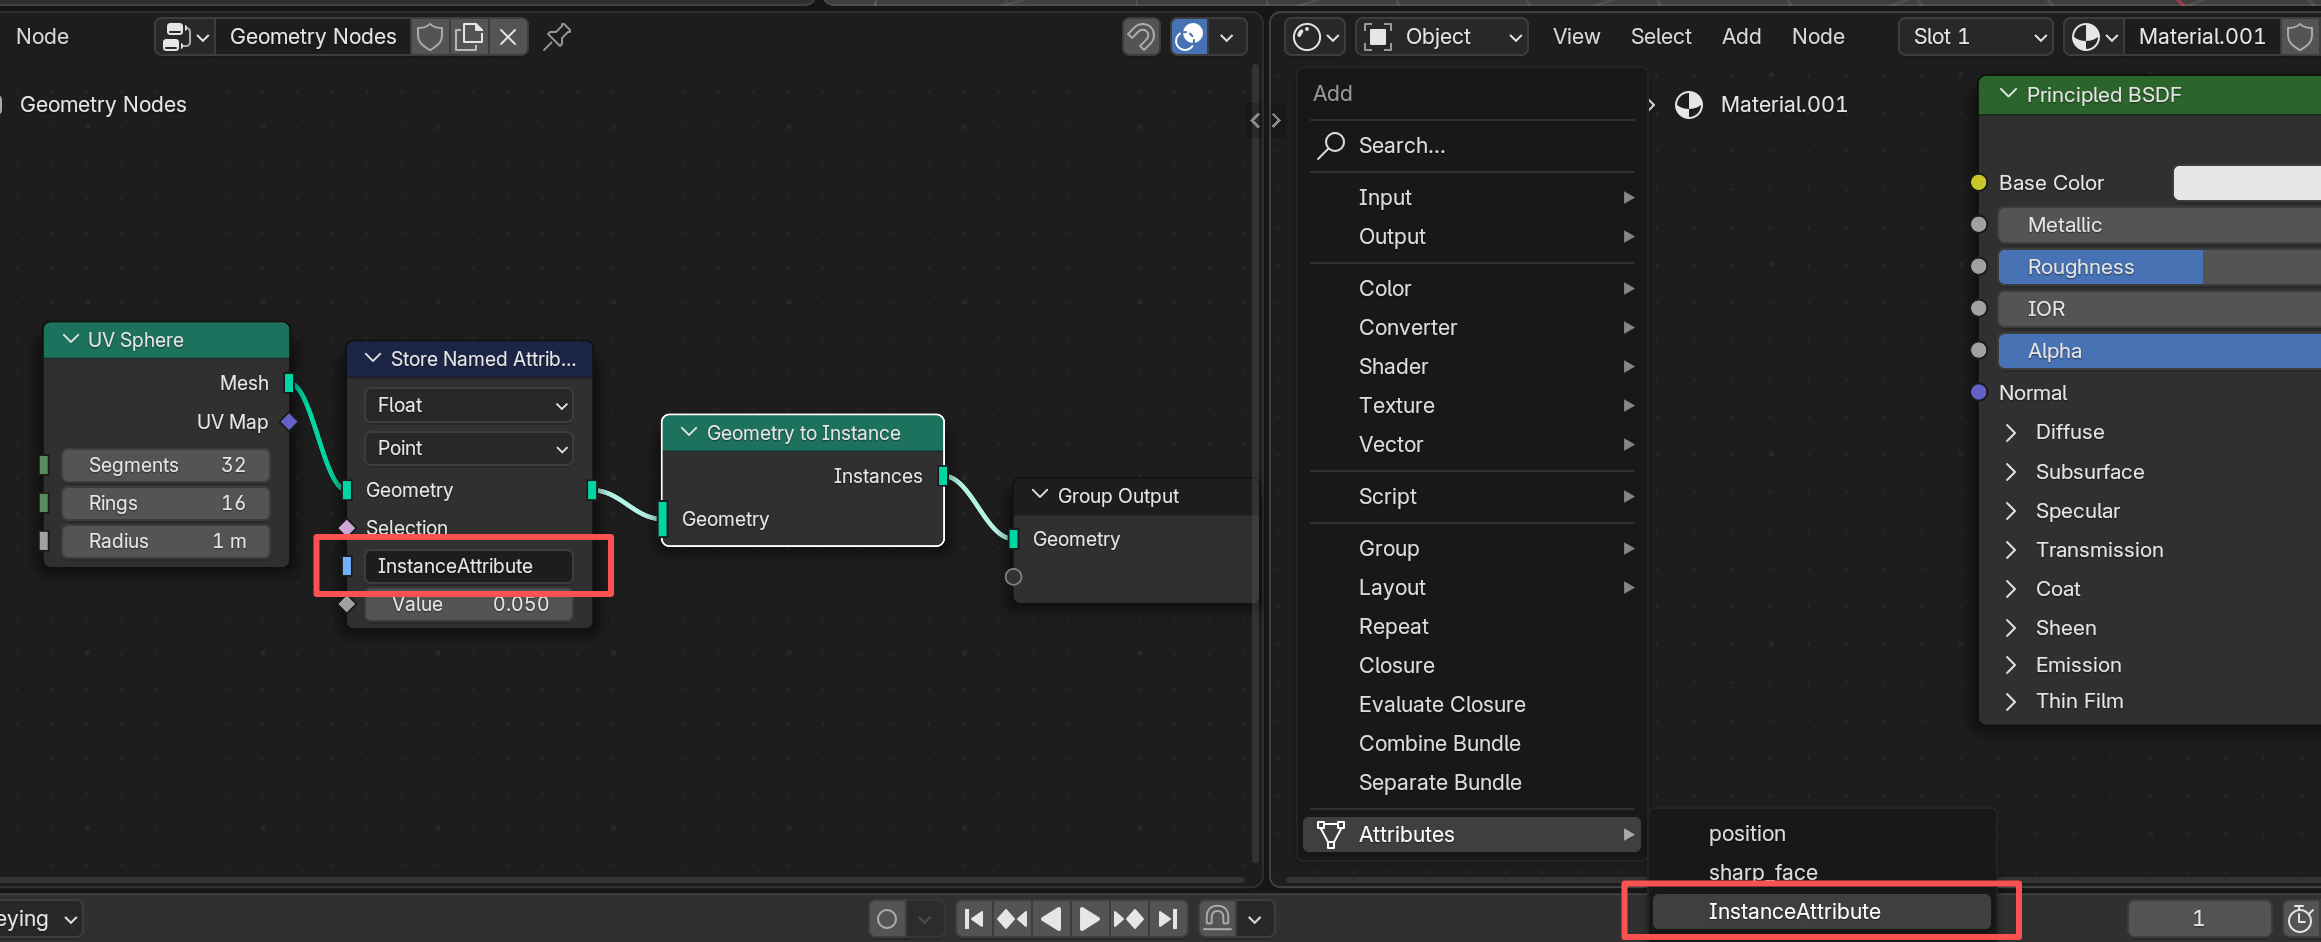 Node
Geometry Nodes
Geometry Nodes
UV Sphere
Mesh
UV Map
Segments 32
Rings 16
Radius 1 m
Store Named Attrib...
Float
Point
Geometry
Selection
InstanceAttribute
Value 0.050
Geometry to Instance
Instances
Geometry
Group Output
Geometry
Object
View
Select
Add
Node
Slot 1
Material.001
Add
Search...
Input
Output
Color
Converter
Shader
Texture
Vector
Script
Group
Layout
Repeat
Closure
Evaluate Closure
Combine Bundle
Separate Bundle
Attributes
position
sharp_face
InstanceAttribute
Material.001
Principled BSDF
Base Color
Metallic
Roughness
IOR
Alpha
Normal
Diffuse
Subsurface
Specular
Transmission
Coat
Sheen
Emission
Thin Film
eying
1